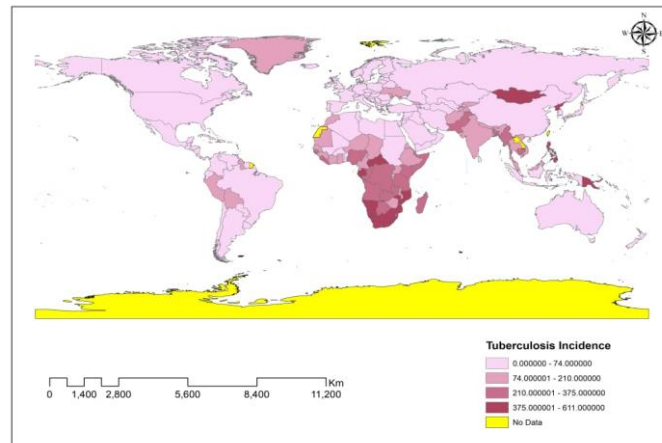 N
W
E
S
Tuberculosis Incidence
0.000000 - 74.000000
74.000001 - 210.000000
210.000001 - 375.000000
375.000001 - 611.000000
No Data
Km
0 1,400 2,800 5,600 8,400 11,200